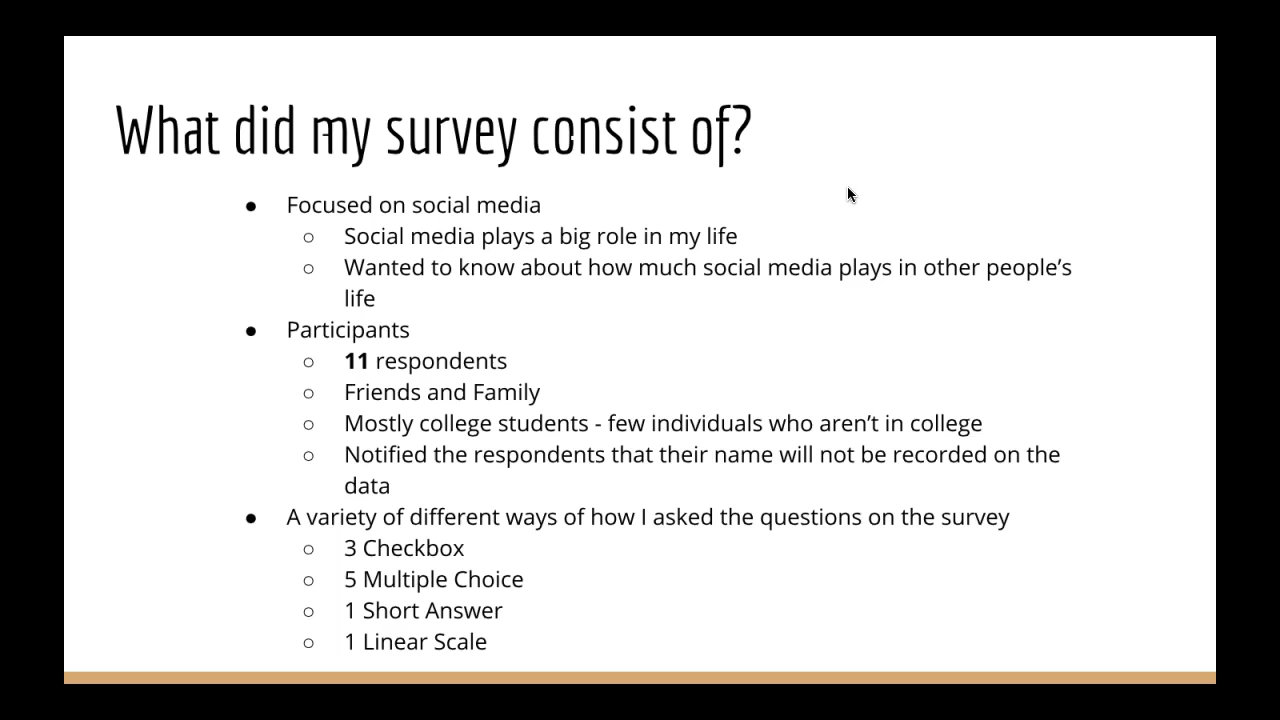 What did my survey consist of?
● Focused on social media
○ Social media plays a big role in my life
○ Wanted to know about how much social media plays in other people’s
life
● Participants
○ 11 respondents
○ Friends and Family
○ Mostly college students - few individuals who aren’t in college
○ Notified the respondents that their name will not be recorded on the
data
● A variety of different ways of how I asked the questions on the survey
○ 3 Checkbox
○ 5 Multiple Choice
○ 1 Short Answer
○ 1 Linear Scale